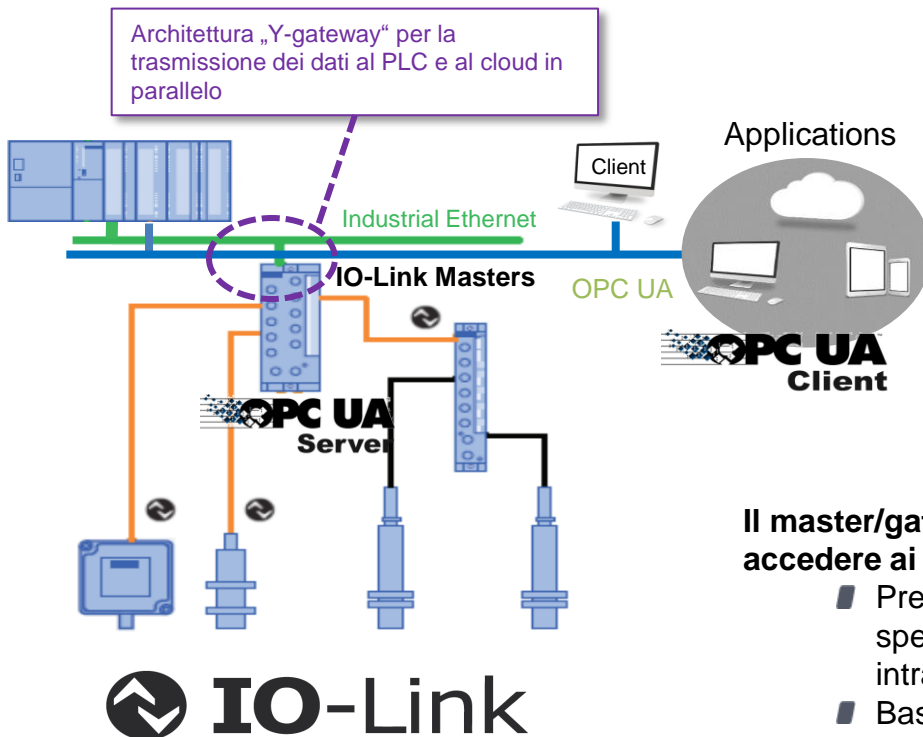 Architettura „Y-gateway“ per la
trasmissione dei dati al PLC e al cloud in
parallelo
Applications
Client
Industrial Ethernet
IO-Link Masters
OPC UA
OPC UA
Client
OPC UA
Server
Il master/gat
accedere ai
Pre
spe
intra
Bas
IO-Link